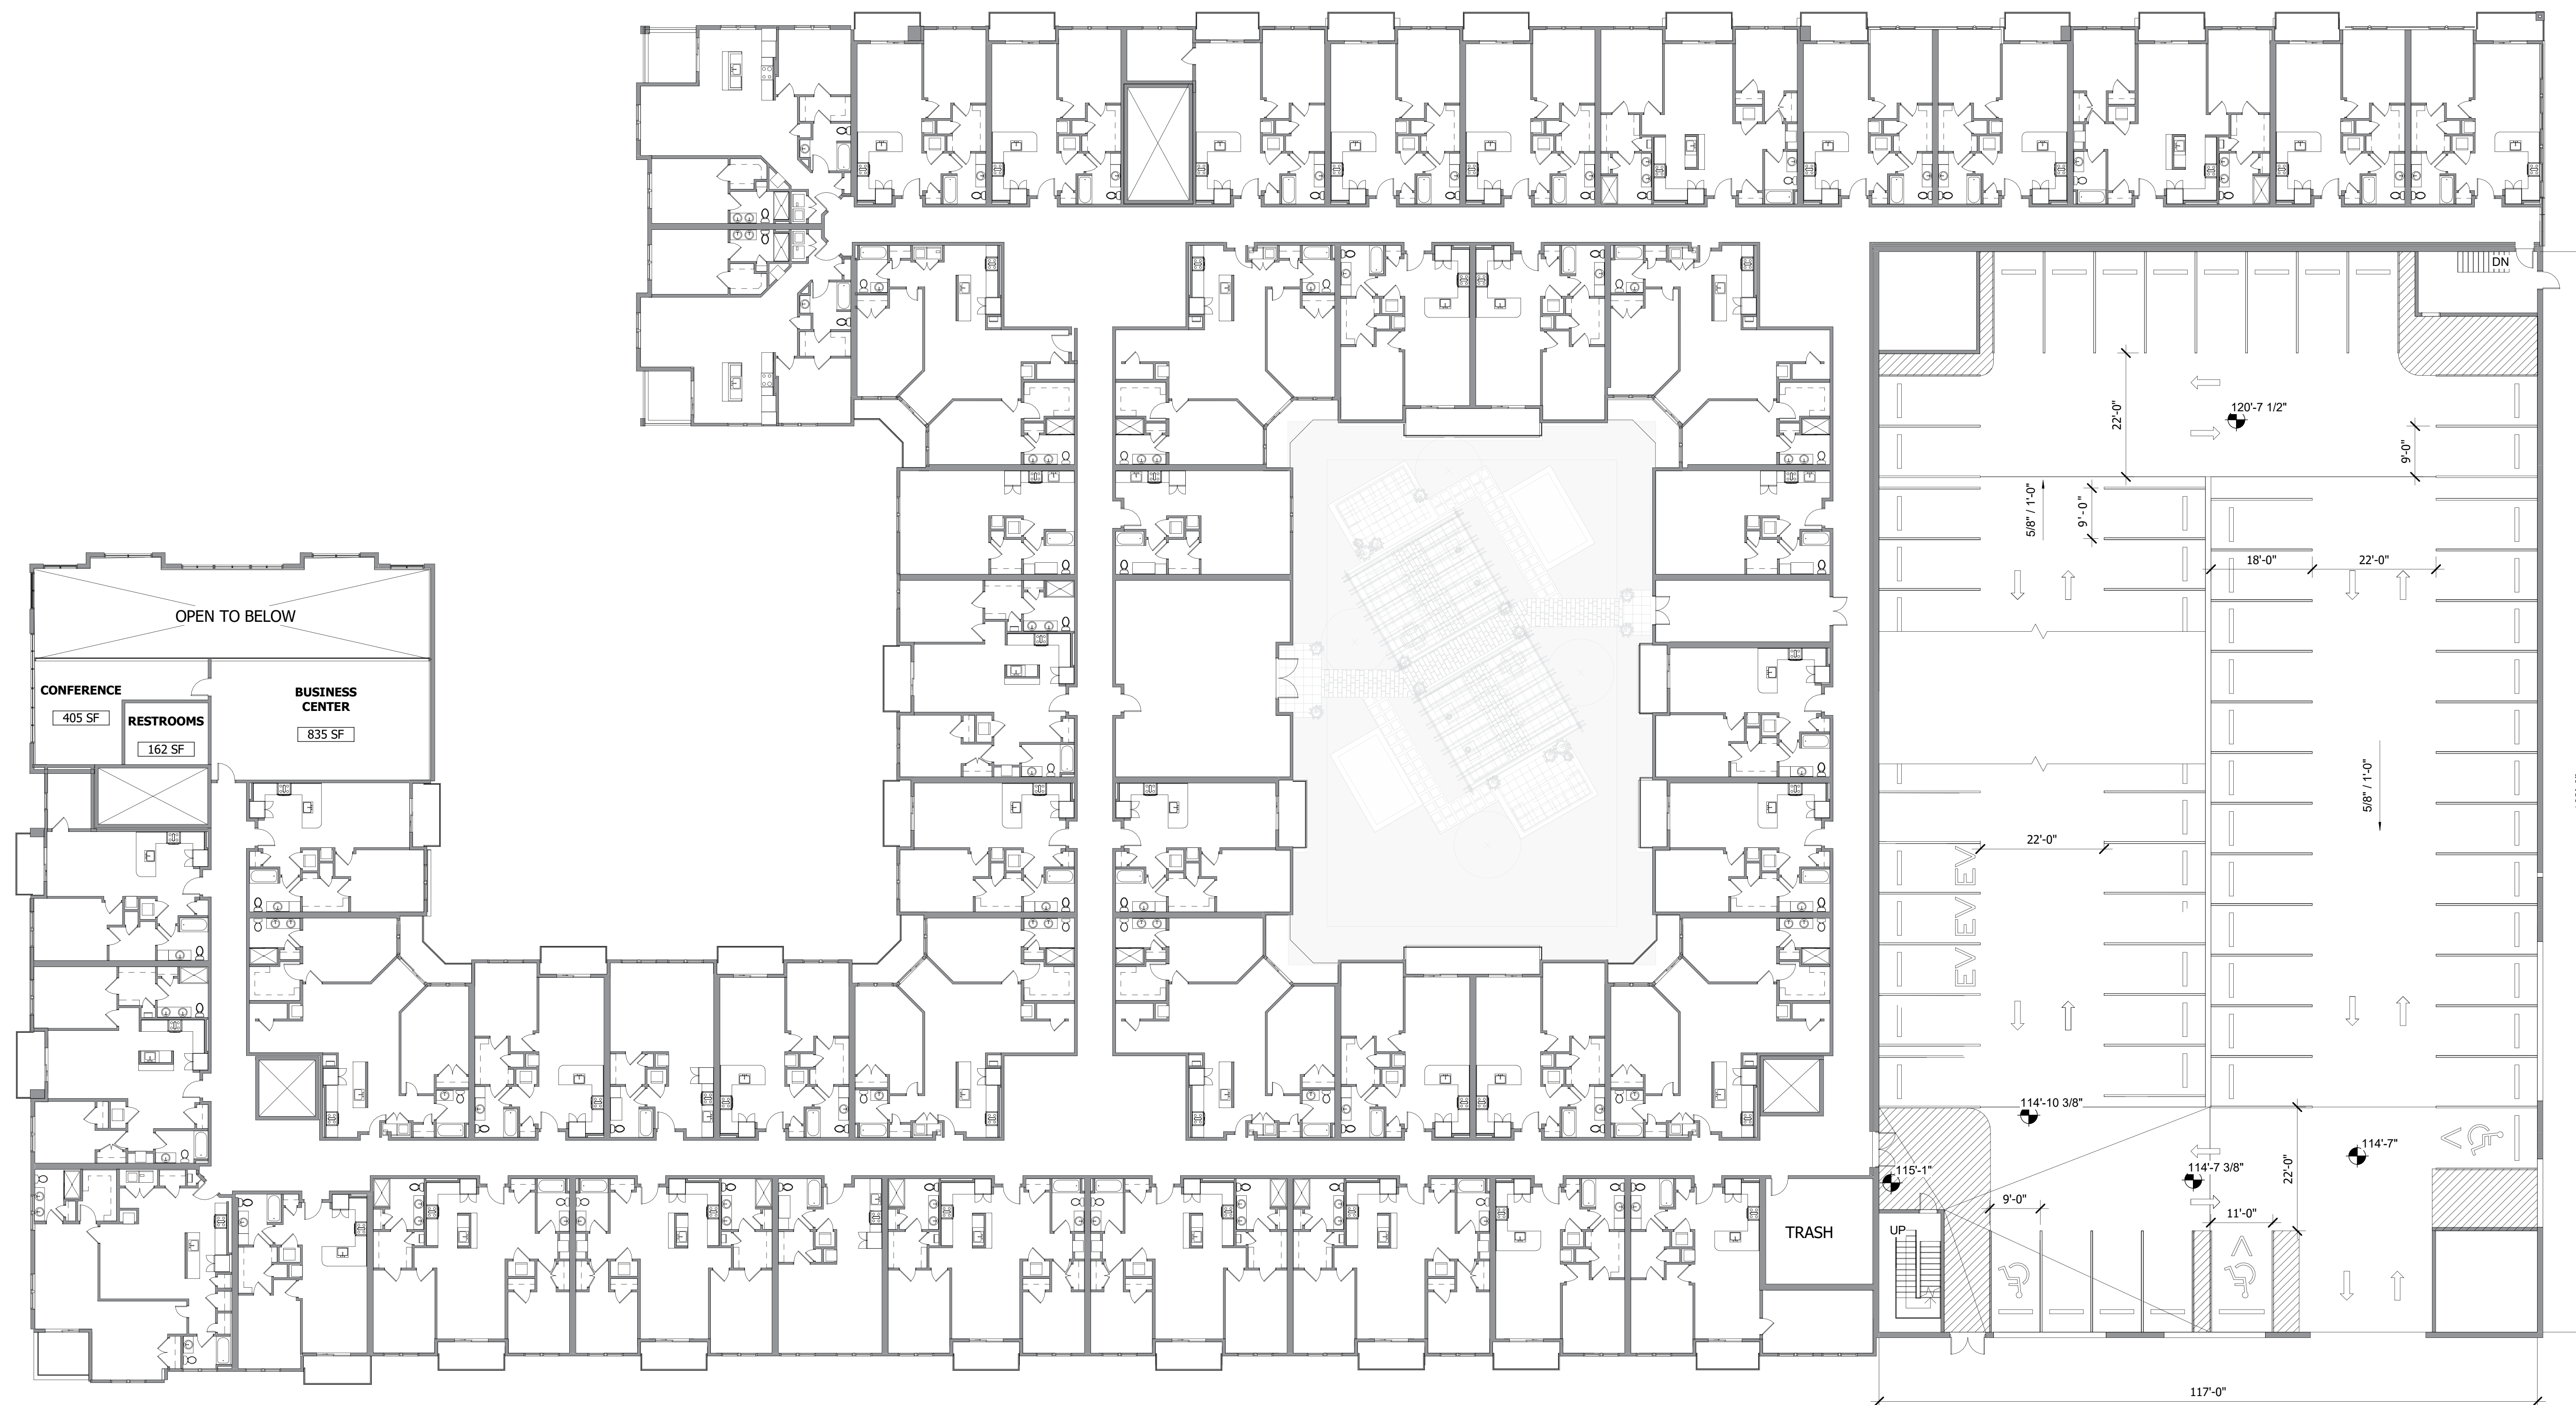 DN
120'-7 1/2"
22'-0"
9'-0"
5/8" / 1'-0"
9'-0"
18'-0"
22'-0"
OPEN TO BELOW
CONFERENCE
405 SF
RESTROOMS
162 SF
BUSINESS
CENTER
835 SF
5/8" / 1'-0"
22'-0"
EV
EV
EV
EV
EV
114'-10 3/8"
114'-7"
114'-7 3/8"
115'-1"
22'-0"
9'-0"
11'-0"
UP
TRASH
117'-0"